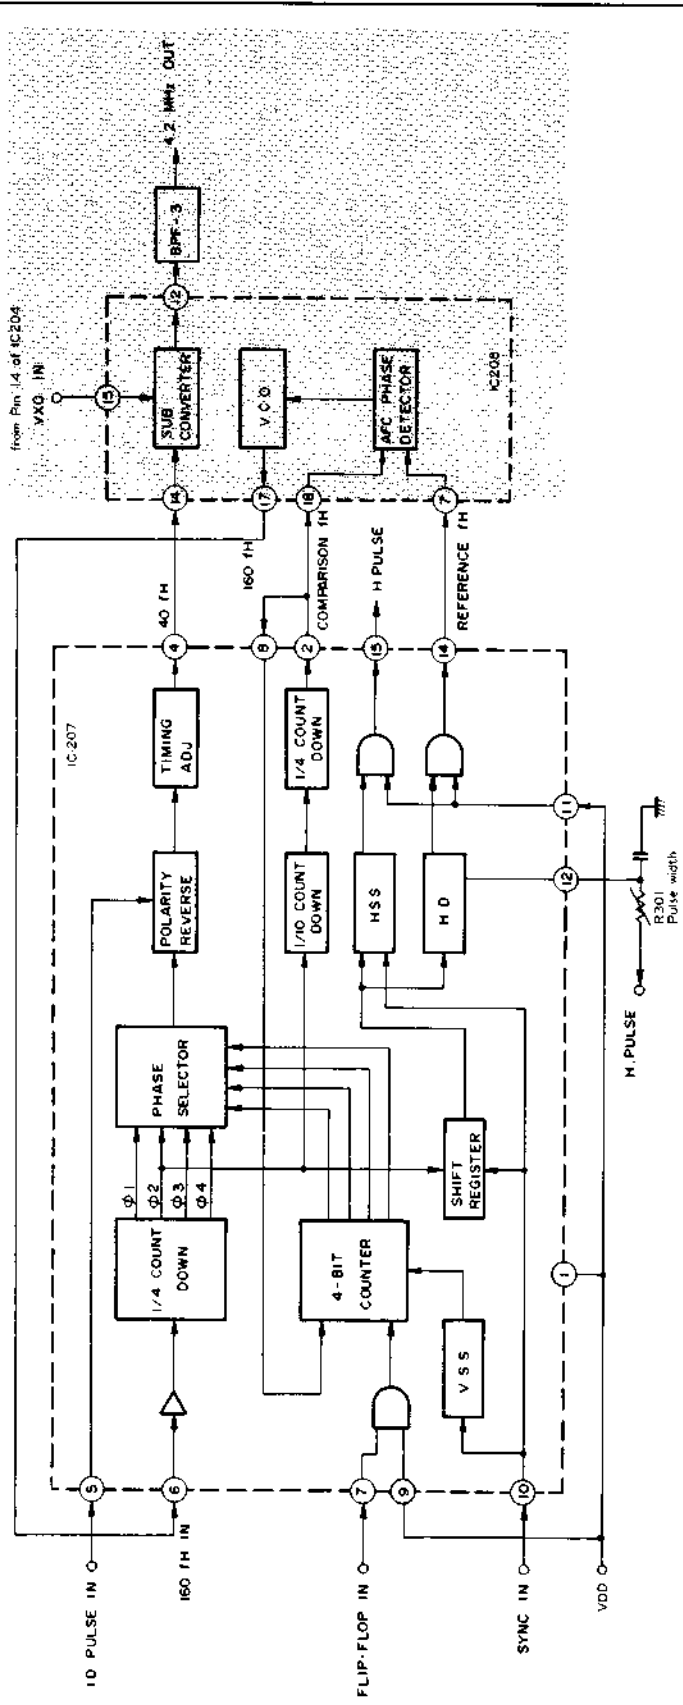 ID PULSE IN
5
160 fH IN
6
1/4 COUNT
DOWN
Φ1
Φ2
Φ3
Φ4
PHASE
SELECTOR
POLARITY
REVERSE
TIMING
ADJ
IC-207
4
40 fH
14
SUB
CONVERTER
15
from Pin 14 of IC204
VXO IN
12
BPF-3
4.2 MHz OUT
160 fH
17
V.C.O.
8
2
COMPARISON fH
18
AFC PHASE
DETECTOR
IC208
1/10 COUNT
DOWN
1/4 COUNT
DOWN
15
H PULSE
14
REFERENCE fH
7
FLIP-FLOP IN
7
9
4-BIT
COUNTER
VSS
SHIFT
REGISTER
HSS
HD
SYNC IN
10
1
12
11
VDD
H.PULSE
R301
Pulse width